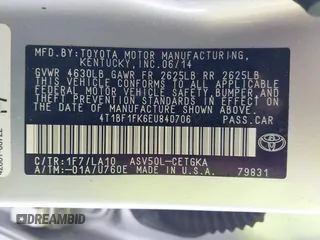 MFD. BY: TOYOTA MOTOR MANUFACTURING,
KENTUCKY, INC. 06/14
GVWR 4630LB GAWR FR 2625LB RR 2625LB
THIS VEHICLE CONFORMS TO ALL APPLICABLE
FEDERAL MOTOR VEHICLE SAFETY, BUMPER, AND
THEFT PREVENTION STANDARDS IN EFFECT ON
THE DATE OF MANUFACTURE SHOWN ABOVE.
4T1BF1FK6EU840706 PASS.CAR
C/TR: 1F7/LA10 ASV50L-CETGKA
A/TM: -01A/U760E MADE IN U.S.A. 79831
DREAMBID